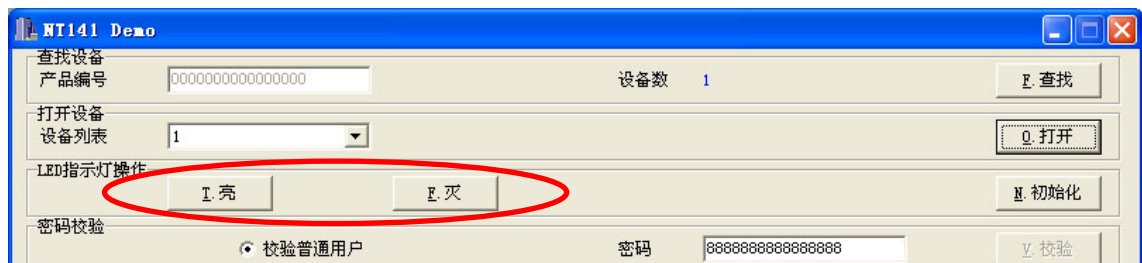 NT141 Demo
查找设备
产品编号 0000000000000000 设备数 1 F.查找
打开设备
设备列表 1 O.打开
LED指示灯操作
T.亮 F.灭 N.初始化
密码校验
校验普通用户 密码 8888888888888888 V.校验